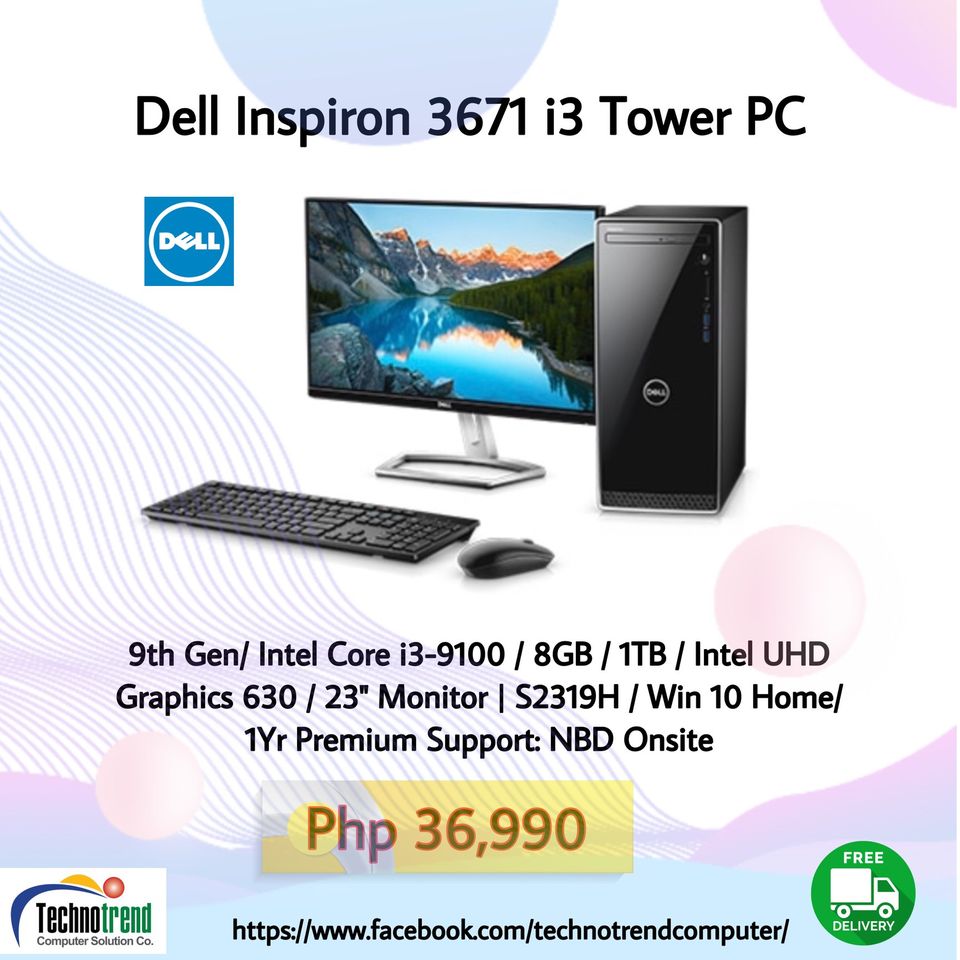 Dell Inspiron 3671 i3 Tower PC
DELL
DELL
DELL
9th Gen/ Intel Core i3-9100 / 8GB / 1TB / Intel UHD
Graphics 630 / 23" Monitor | S2319H / Win 10 Home/
1Yr Premium Support: NBD Onsite
Php 36,990
FREE
DELIVERY
Technotrend
Computer Solution Co.
https://www.facebook.com/technotrendcomputer/